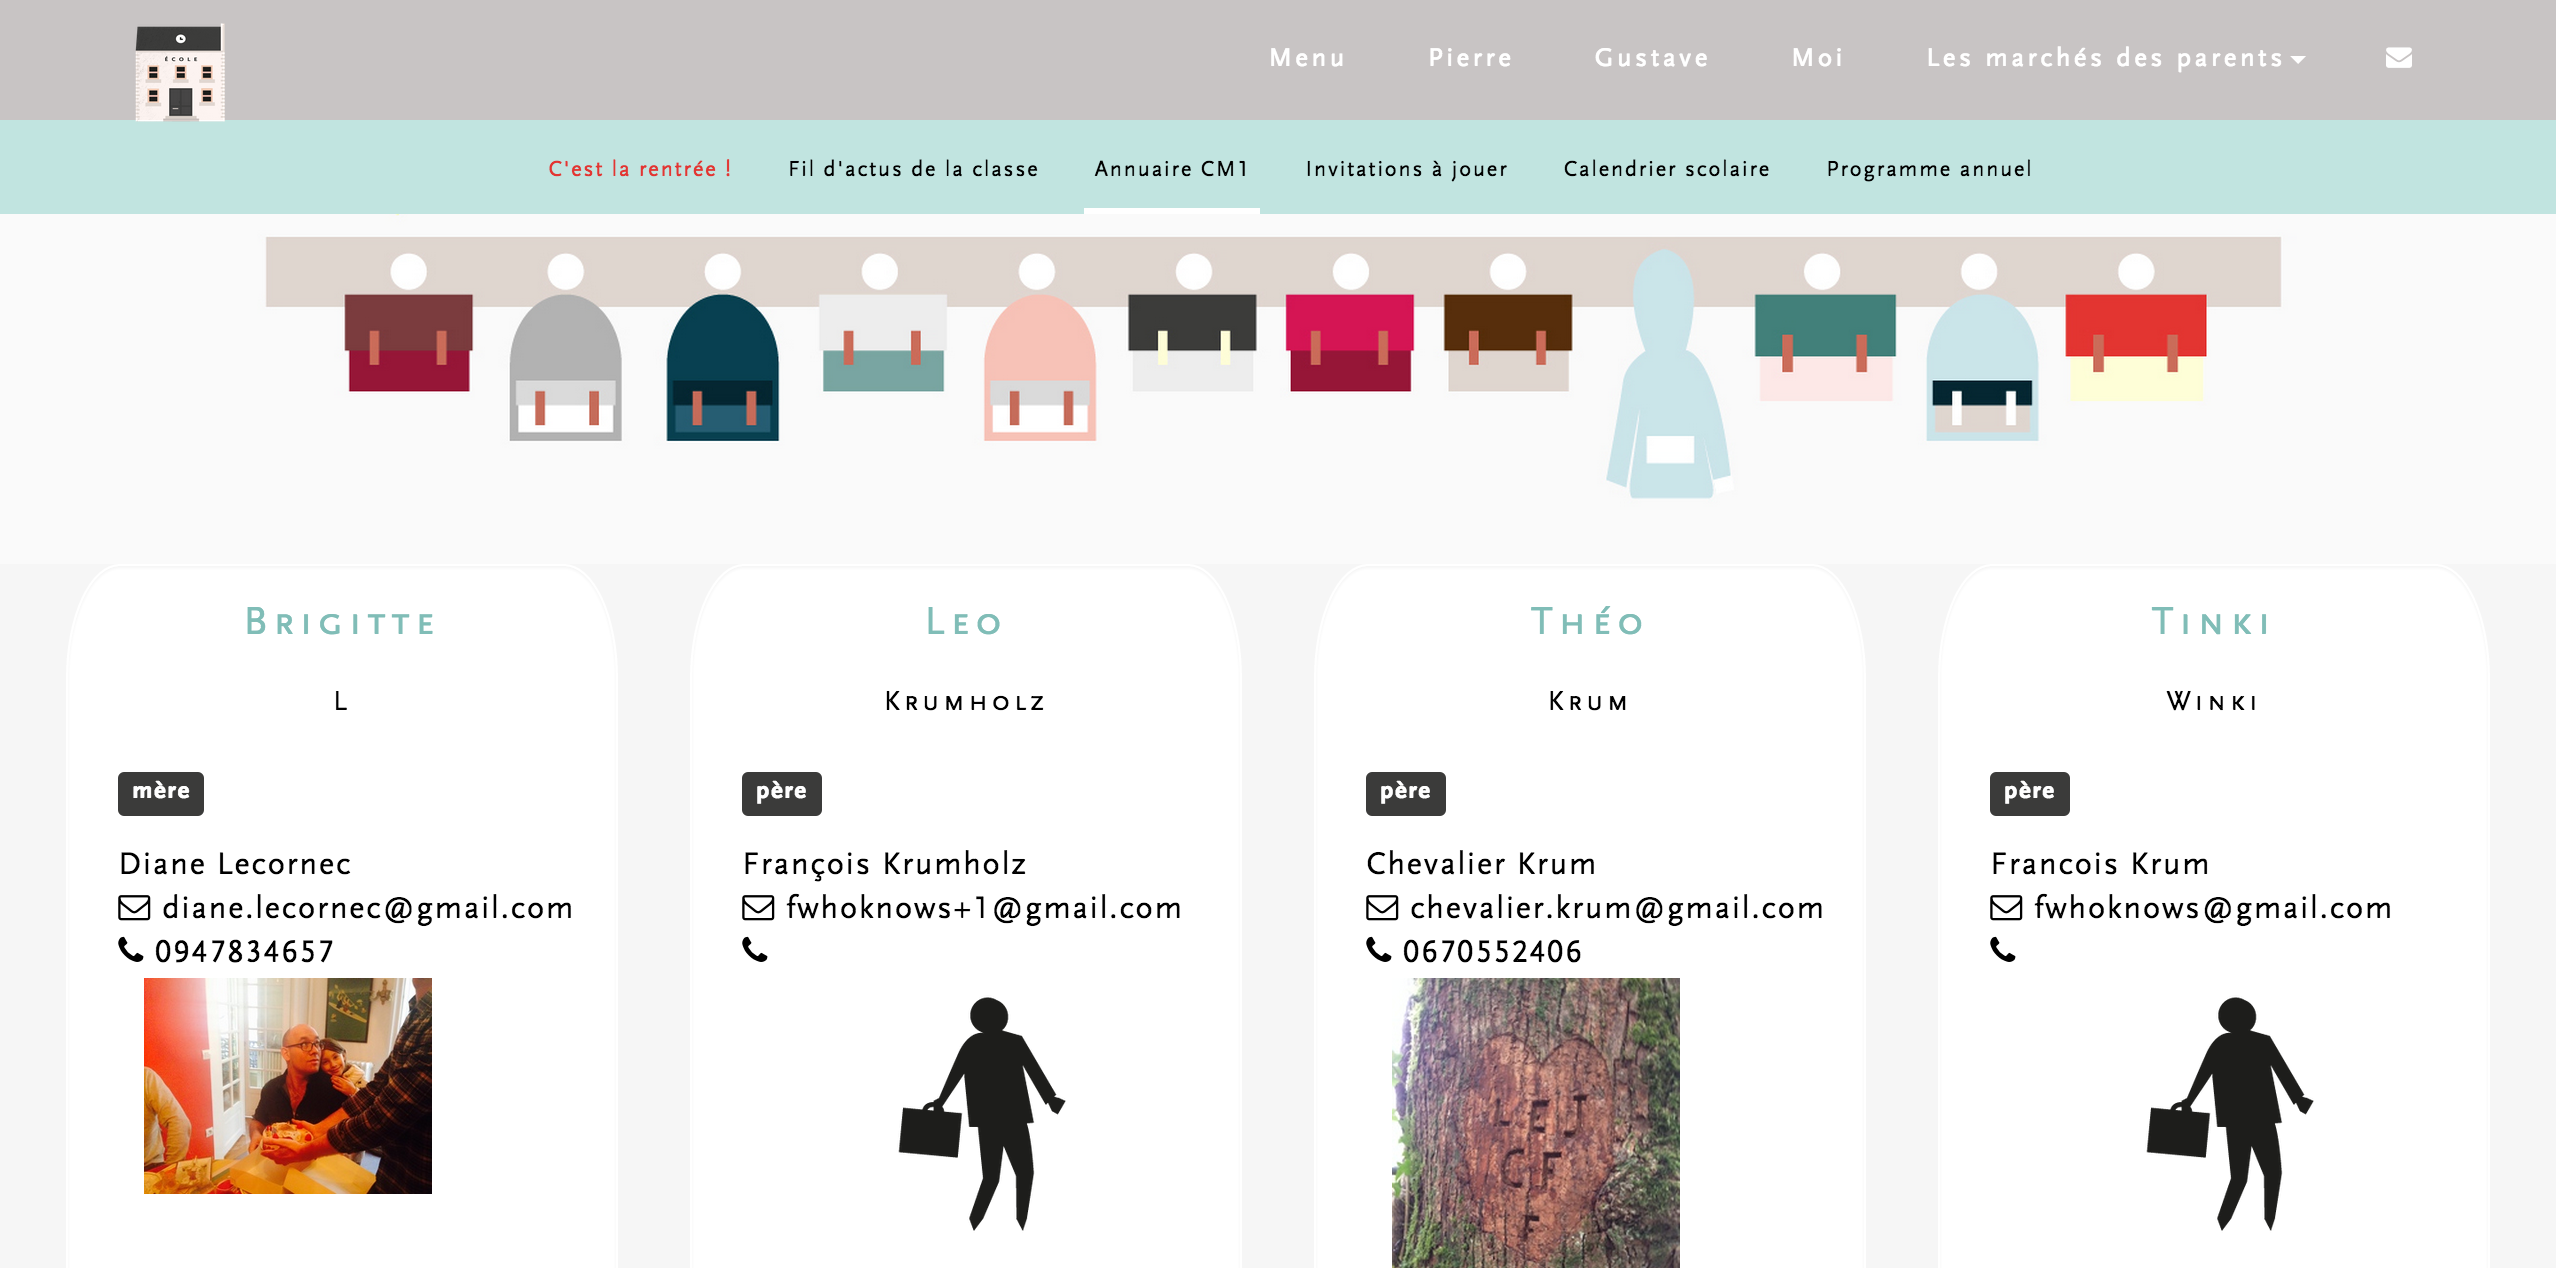 ÉCOLE
Menu Pierre Gustave Moi Les marchés des parents
C'est la rentrée ! Fil d'actus de la classe Annuaire CM1 Invitations à jouer Calendrier scolaire Programme annuel
Brigitte
L
mère
Diane Lecornec
diane.lecornec@gmail.com
0947834657
Leo
Krumholz
père
François Krumholz
fwhoknows+1@gmail.com
Théo
Krum
père
Chevalier Krum
chevalier.krum@gmail.com
0670552406
LEJ
GF
F
Tinki
Winki
père
Francois Krum
fwhoknows@gmail.com